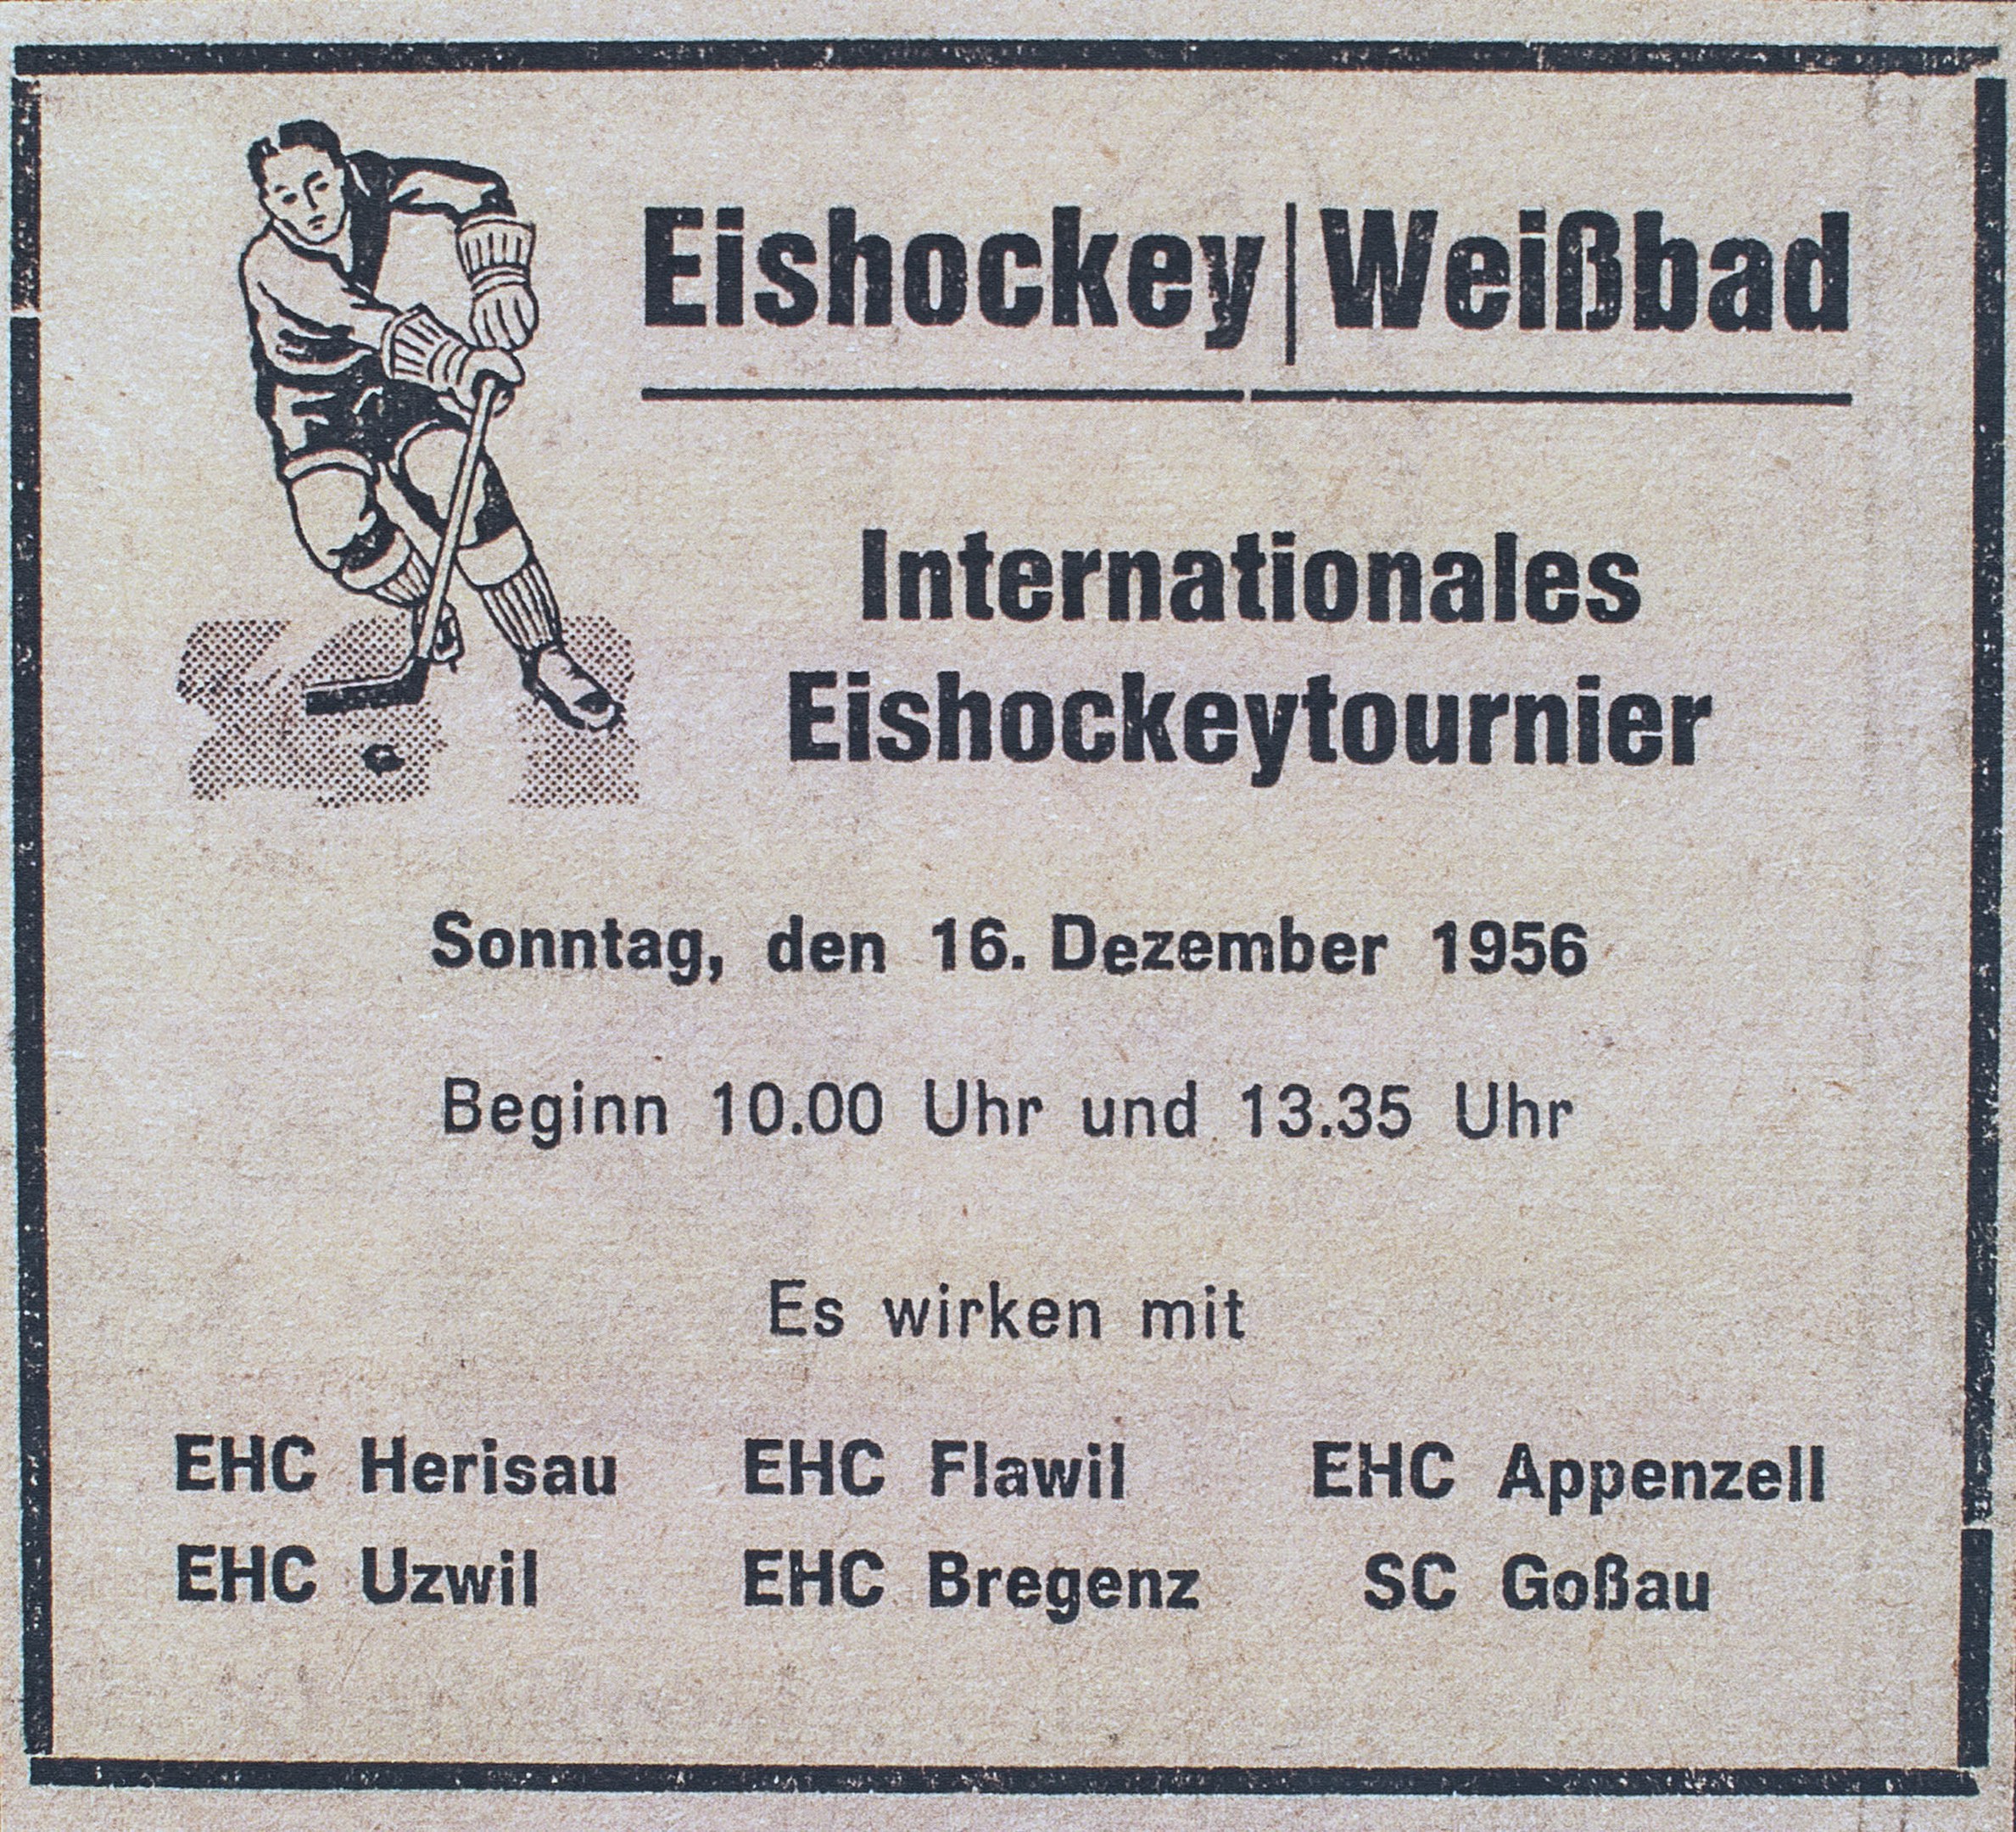 Eishockey | Weißbad
Internationales
Eishockeytournier
Sonntag, den 16. Dezember 1956
Beginn 10.00 Uhr und 13.35 Uhr
Es wirken mit
EHC Herisau EHC Flawil EHC Appenzell
EHC Uzwil EHC Bregenz SC Goßau